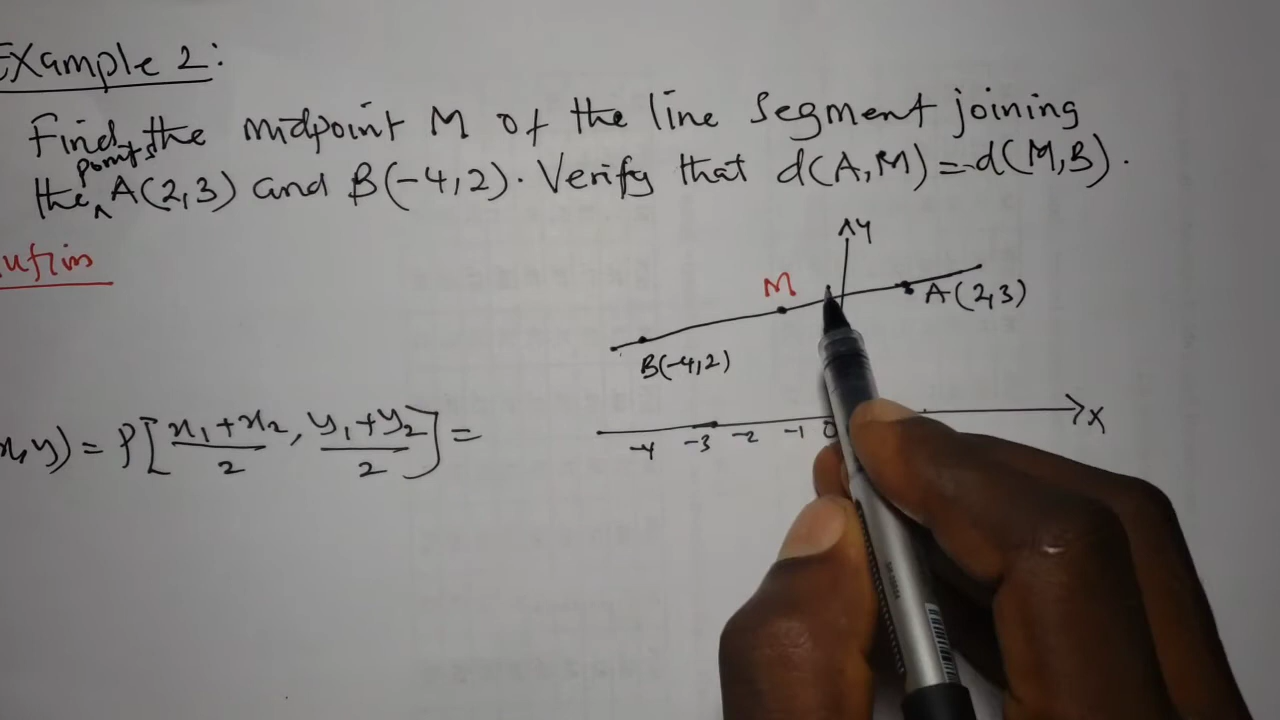 Example 2:
Find the midpoint M of the line segment joining
points
the ^ A(2,3) and B(-4,2). Verify that d(A,M)=d(M,B).
y
M
A(2,3)
B(-4,2)
x,y) = P[x₁+x₂/2, y₁+y₂/2] =
-4 -3 -2 -1 0
X